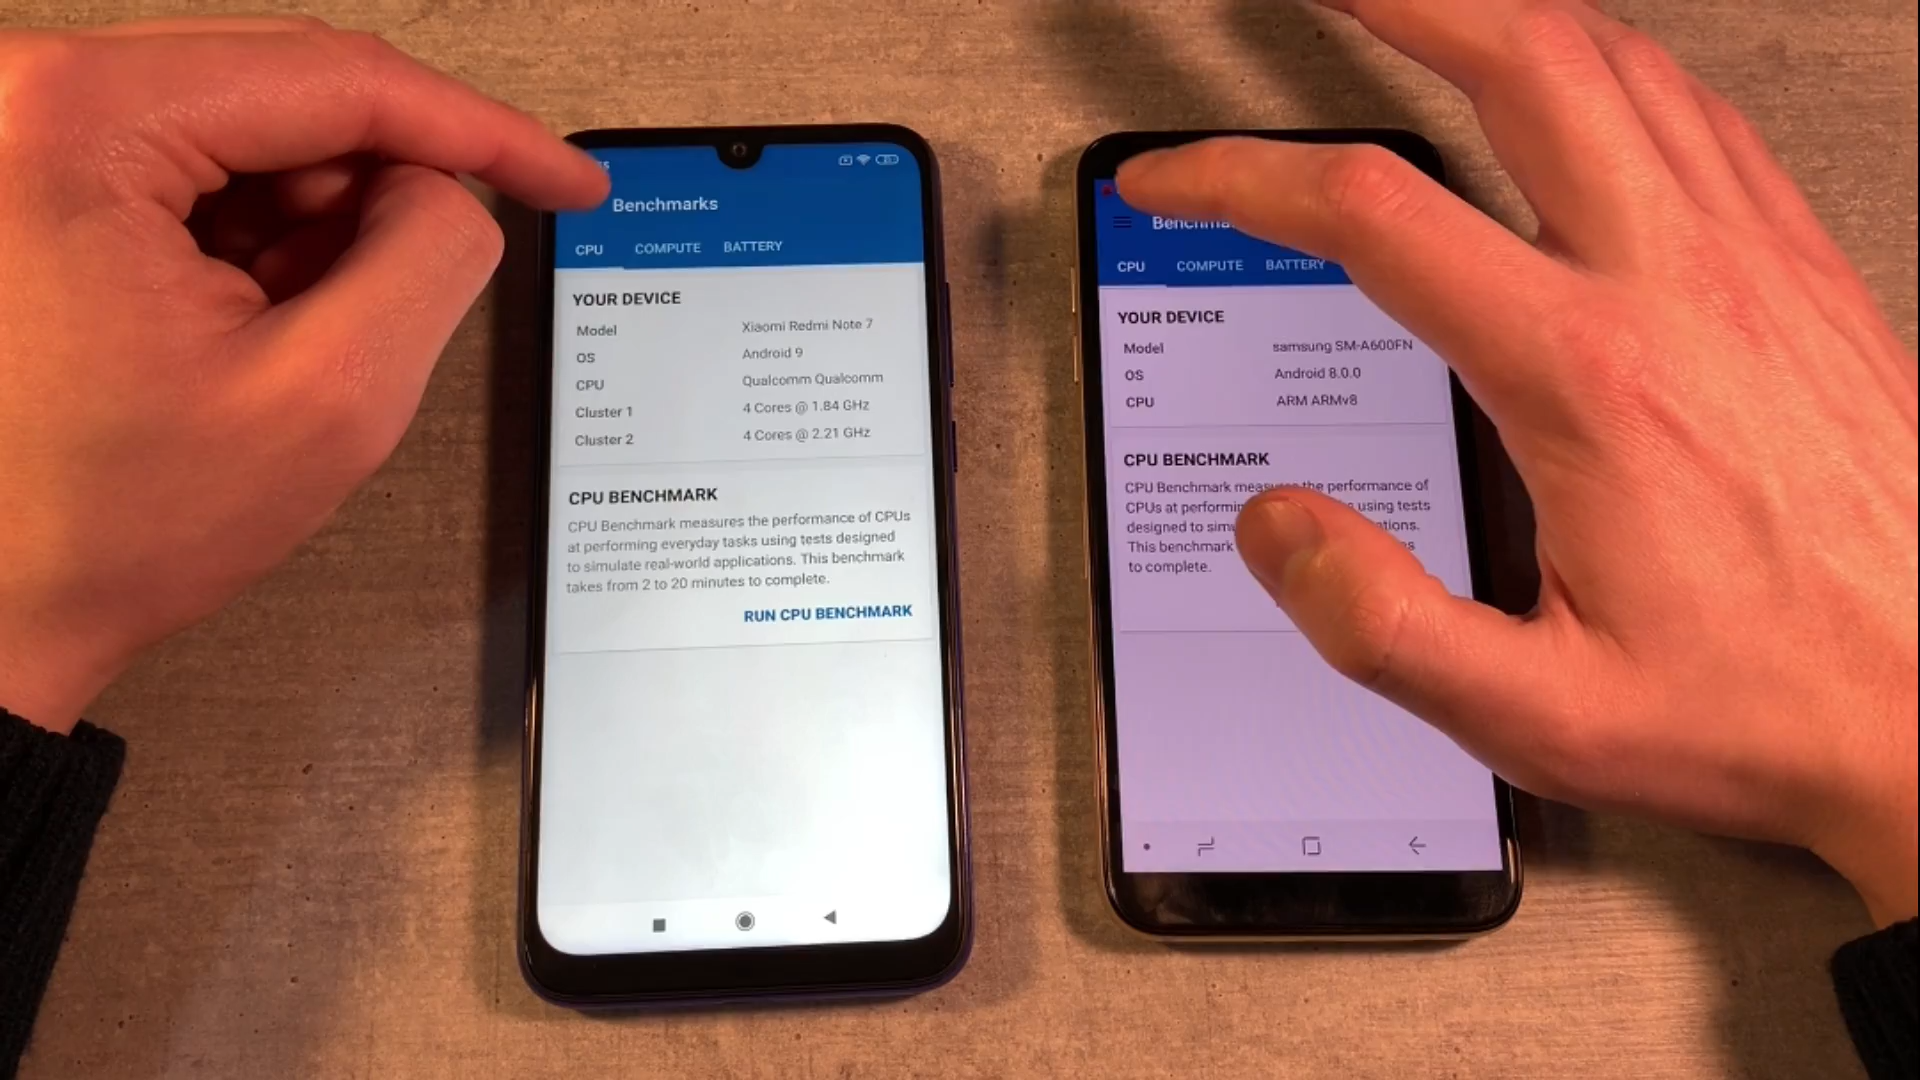 Benchmarks
CPU COMPUTE BATTERY
YOUR DEVICE
Model Xiaomi Redmi Note 7
OS Android 9
CPU Qualcomm Qualcomm
Cluster 1 4 Cores @ 1.84 GHz
Cluster 2 4 Cores @ 2.21 GHz
CPU BENCHMARK
CPU Benchmark measures the performance of CPUs
at performing everyday tasks using tests designed
to simulate real-world applications. This benchmark
takes from 2 to 20 minutes to complete.
RUN CPU BENCHMARK
CPU COMPUTE BATTERY
YOUR DEVICE
Model samsung SM-A600FN
OS Android 8.0.0
CPU ARM ARMv8
CPU BENCHMARK
CPU Benchmark measures the performance of
CPUs at using tests
designed to
This benchmark
to complete.